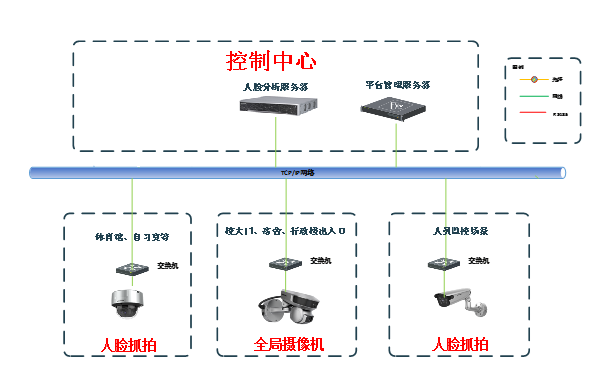 控制中心
人脸分析服务器
平台管理服务器
图例
光纤
网线
TCP/IP网络
体育馆、自习室等
校大门、宿舍、行政楼出入口
人员监控场景
交换机
交换机
交换机
人脸抓拍
全局摄像机
人脸抓拍